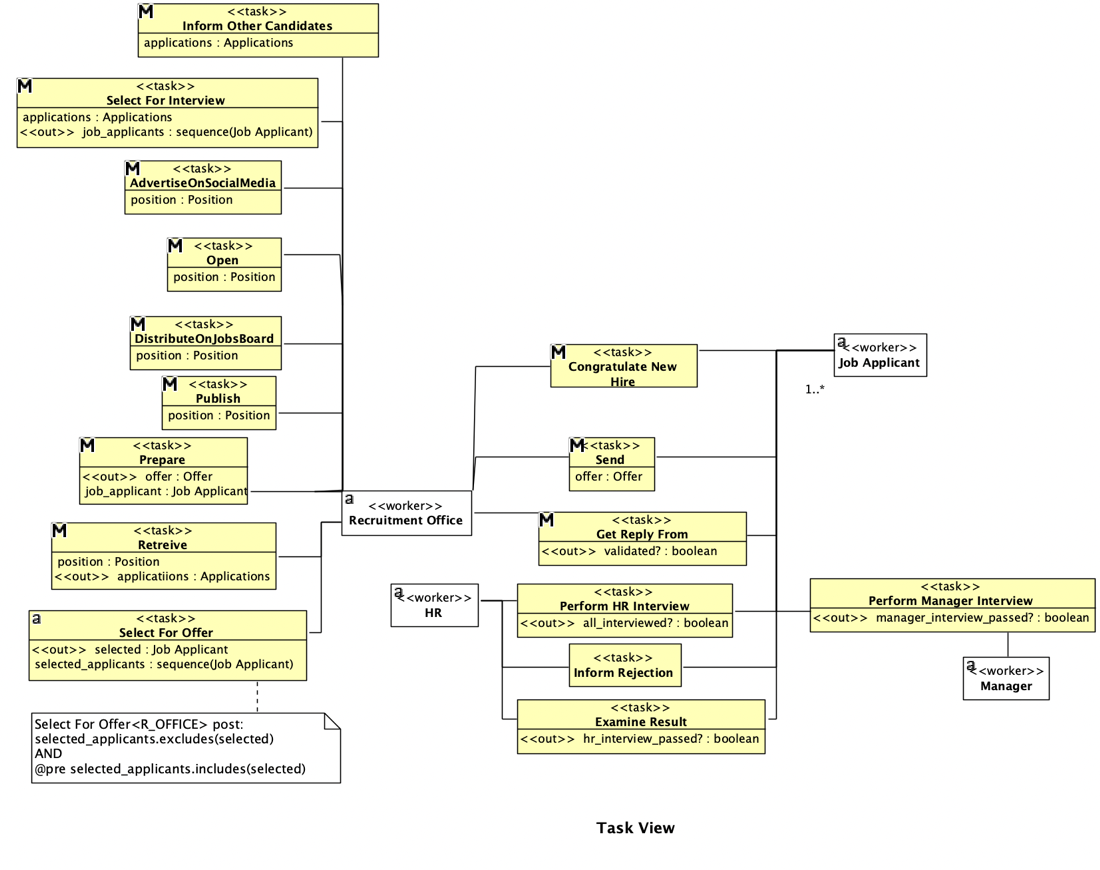 M
<<task>>
Inform Other Candidates
applications : Applications
M
<<task>>
Select For Interview
applications : Applications
<<out>> job_applicants : sequence(Job Applicant)
M
<<task>>
AdvertiseOnSocialMedia
position : Position
M
<<task>>
Open
position : Position
M
<<task>>
DistributeOnJobsBoard
position : Position
M
<<task>>
Publish
position : Position
M
<<task>>
Prepare
<<out>> offer : Offer
job_applicant : Job Applicant
M
<<task>>
Retreive
position : Position
<<out>> applicatiions : Applications
a
<<task>>
Select For Offer
<<out>> selected : Job Applicant
selected_applicants : sequence(Job Applicant)
Select For Offer<R_OFFICE> post:
selected_applicants.excludes(selected)
AND
@pre selected_applicants.includes(selected)
a
<<worker>>
Recruitment Office
M
<<task>>
Congratulate New
Hire
M
<<task>>
Send
offer : Offer
M
<<task>>
Get Reply From
<<out>> validated? : boolean
a
<<worker>>
HR
<<task>>
Perform HR Interview
<<out>> all_interviewed? : boolean
<<task>>
Inform Rejection
<<task>>
Examine Result
<<out>> hr_interview_passed? : boolean
a
<<worker>>
Job Applicant
1..*
<<task>>
Perform Manager Interview
<<out>> manager_interview_passed? : boolean
a
<<worker>>
Manager
Task View